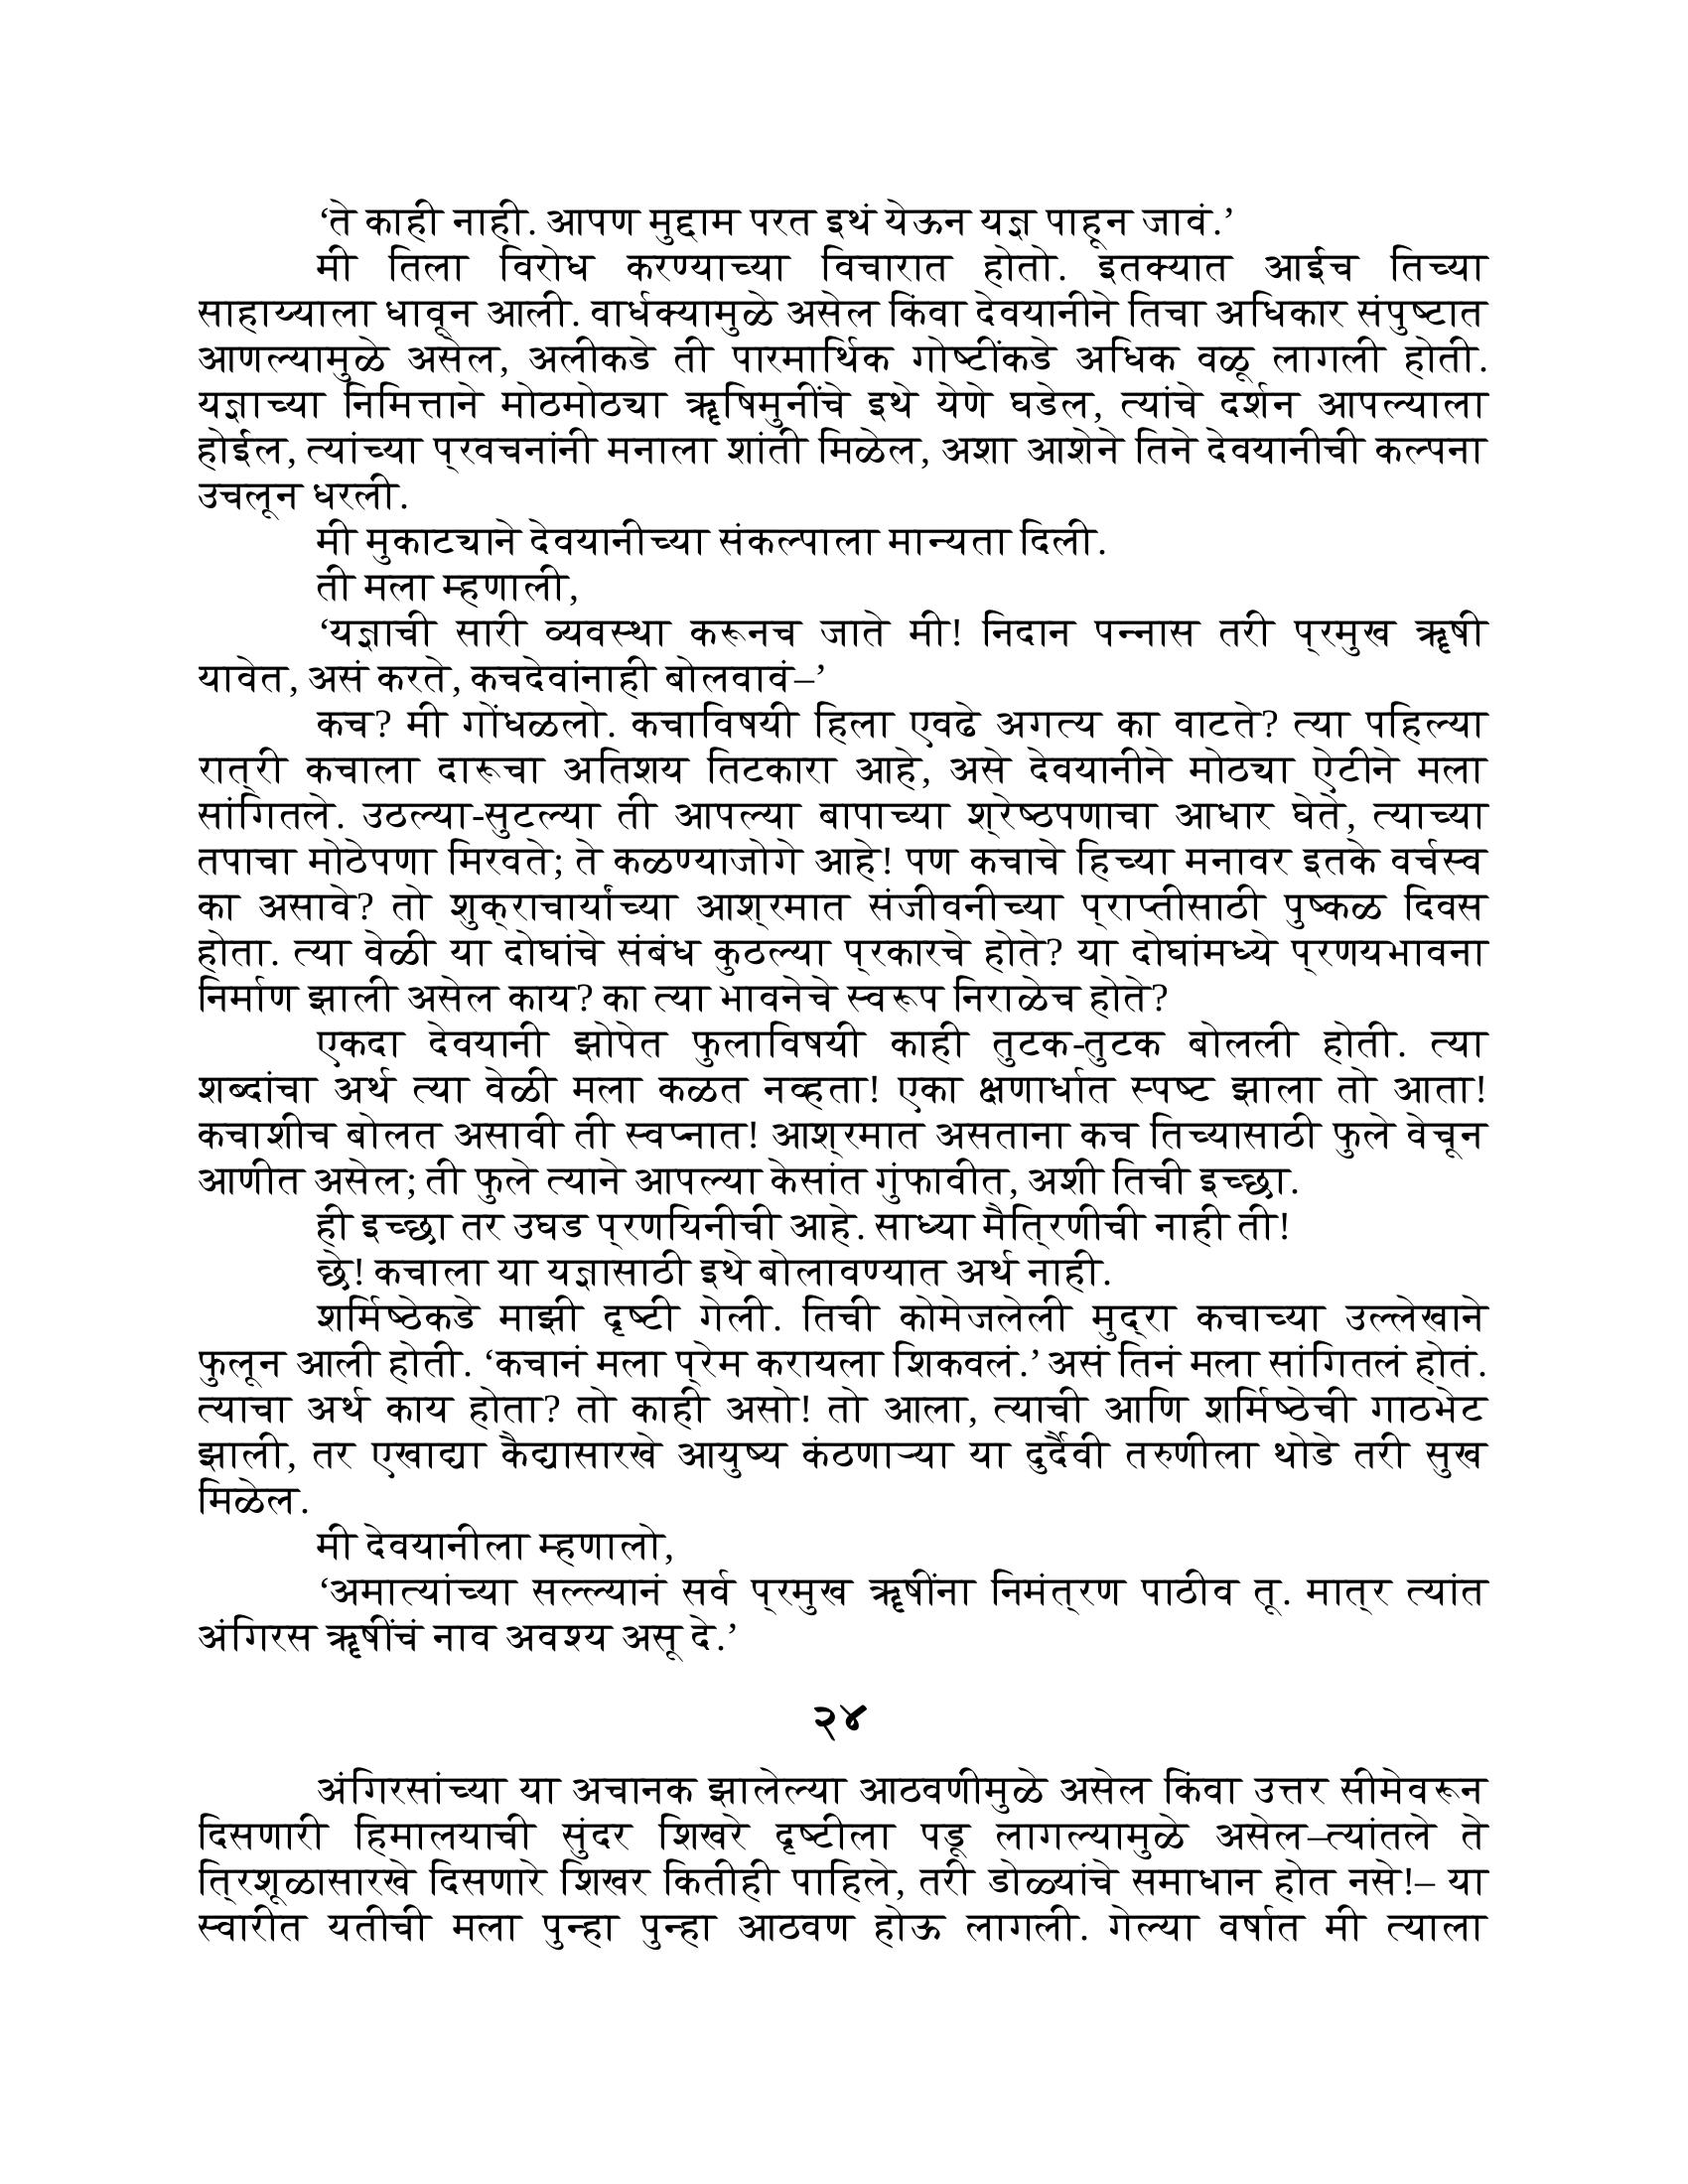 ‘ते काही नाही. आपण मुद्दाम परत इथं येऊन यज्ञ पाहून जावं.’
मी तिला विरोध करण्याच्या विचारात होतो. इतक्यात आईच तिच्या
साहाय्याला धावून आली. वार्धक्यामुळे असेल किंवा देवयानीने तिचा अधिकार संपुष्टात
आणल्यामुळे असेल, अलीकडे ती पारमार्थिक गोष्टींकडे अधिक वळू लागली होती.
यज्ञाच्या निमित्ताने मोठमोठ्या ॠषिमुनींचे इथे येणे घडेल, त्यांचे दर्शन आपल्याला
होईल, त्यांच्या प्रवचनांनी मनाला शांती मिळेल, अशा आशेने तिने देवयानीची कल्पना
उचलून धरली.
मी मुकाट्याने देवयानीच्या संकल्पाला मान्यता दिली.
ती मला म्हणाली,
‘यज्ञाची सारी व्यवस्था करूनच जाते मी! निदान पन्नास तरी प्रमुख ॠषी
यावेत, असं करते, कचदेवांनाही बोलवावं–’
कच? मी गोंधळलो. कचाविषयी हिला एवढे अगत्य का वाटते? त्या पहिल्या
रात्री कचाला दारूचा अतिशय तिटकारा आहे, असे देवयानीने मोठ्या ऐटीने मला
सांगितले. उठल्या-सुटल्या ती आपल्या बापाच्या श्रेष्ठपणाचा आधार घेते, त्याच्या
तपाचा मोठेपणा मिरवते; ते कळण्याजोगे आहे! पण कचाचे हिच्या मनावर इतके वर्चस्व
का असावे? तो शुक्राचार्यांच्या आश्रमात संजीवनीच्या प्राप्तीसाठी पुष्कळ दिवस
होता. त्या वेळी या दोघांचे संबंध कुठल्या प्रकारचे होते? या दोघांमध्ये प्रणयभावना
निर्माण झाली असेल काय? का त्या भावनेचे स्वरूप निराळेच होते?
एकदा देवयानी झोपेत फुलाविषयी काही तुटक-तुटक बोलली होती. त्या
शब्दांचा अर्थ त्या वेळी मला कळत नव्हता! एका क्षणार्धात स्पष्ट झाला तो आता!
कचाशीच बोलत असावी ती स्वप्नात! आश्रमात असताना कच तिच्यासाठी फुले वेचून
आणीत असेल; ती फुले त्याने आपल्या केसांत गुंफावीत, अशी तिची इच्छा.
ही इच्छा तर उघड प्रणयिनीची आहे. साध्या मैत्रिणीची नाही ती!
छे! कचाला या यज्ञासाठी इथे बोलावण्यात अर्थ नाही.
शर्मिष्ठेकडे माझी दृष्टी गेली. तिची कोमेजलेली मुद्रा कचाच्या उल्लेखाने
फुलून आली होती. ‘कचानं मला प्रेम करायला शिकवलं.’ असं तिनं मला सांगितलं होतं.
त्याचा अर्थ काय होता? तो काही असो! तो आला, त्याची आणि शर्मिष्ठेची गाठभेट
झाली, तर एखाद्या कैद्यासारखे आयुष्य कंठणाऱ्या या दुर्दैवी तरुणीला थोडे तरी सुख
मिळेल.
मी देवयानीला म्हणालो,
‘अमात्यांच्या सल्ल्यानं सर्व प्रमुख ॠषींना निमंत्रण पाठीव तू. मात्र त्यांत
अंगिरस ॠषींचं नाव अवश्य असू दे.’
२४
अंगिरसांच्या या अचानक झालेल्या आठवणीमुळे असेल किंवा उत्तर सीमेवरून
दिसणारी हिमालयाची सुंदर शिखरे दृष्टीला पडू लागल्यामुळे असेल–त्यांतले ते
त्रिशूळासारखे दिसणारे शिखर कितीही पाहिले, तरी डोळ्यांचे समाधान होत नसे!– या
स्वारीत यतीची मला पुन्हा पुन्हा आठवण होऊ लागली. गेल्या वर्षात मी त्याला